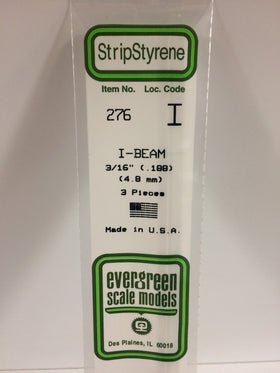 StripStyrene
Item No. Loc. Code
276 I
I-BEAM
3/16" (.188)
(4.8 mm)
3 Pieces
Made in U.S.A.
evergreen
scale models
Des Plaines, IL 60018